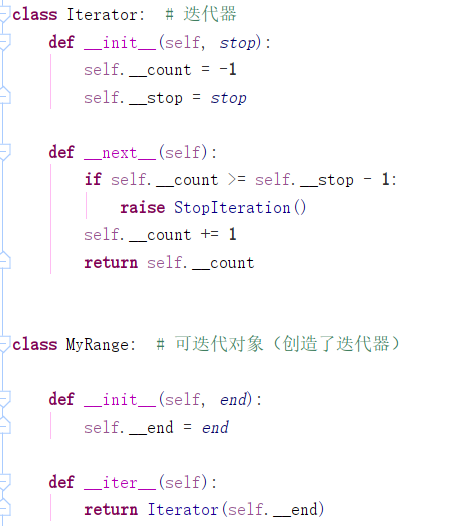 class Iterator:  # 迭代器
    def __init__(self, stop):
        self.__count = -1
        self.__stop = stop

    def __next__(self):
        if self.__count >= self.__stop - 1:
            raise StopIteration()
        self.__count += 1
        return self.__count


class MyRange:  # 可迭代对象（创造了迭代器）

    def __init__(self, end):
        self.__end = end

    def __iter__(self):
        return Iterator(self.__end)